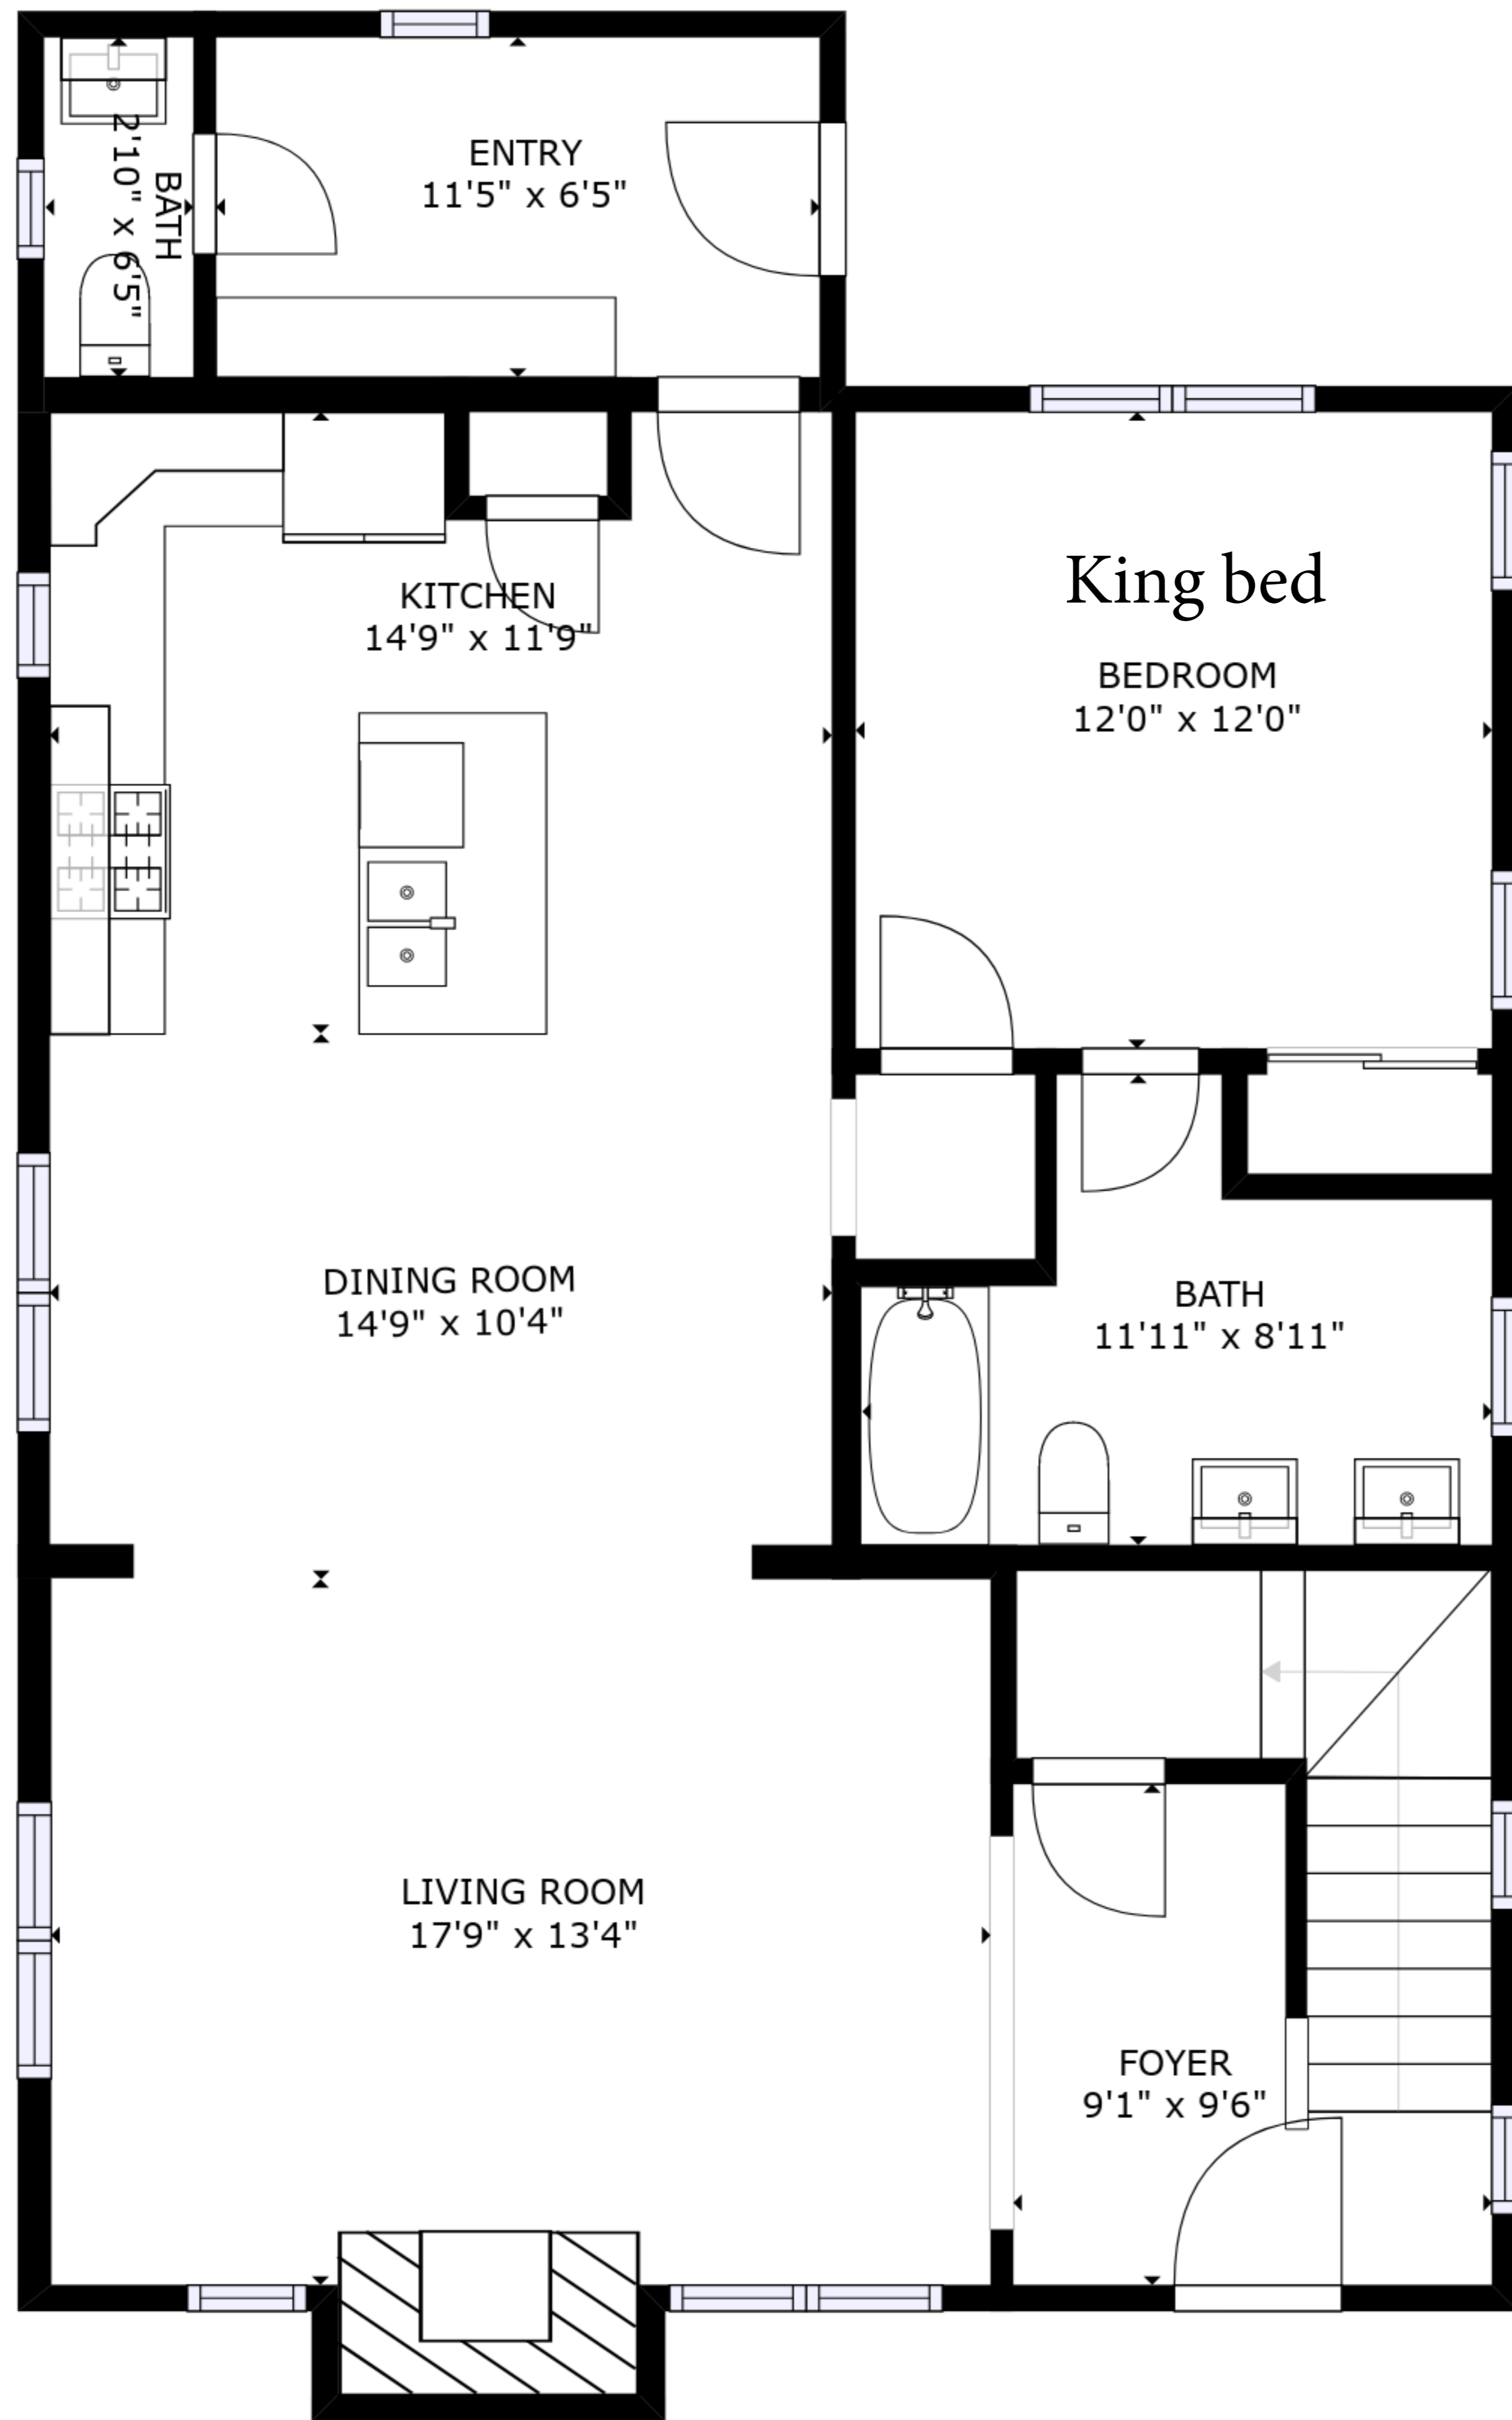 BATH
2'10" x 6'5"
ENTRY
11'5" x 6'5"
KITCHEN
14'9" x 11'9"
King bed
BEDROOM
12'0" x 12'0"
DINING ROOM
14'9" x 10'4"
BATH
11'11" x 8'11"
LIVING ROOM
17'9" x 13'4"
FOYER
9'1" x 9'6"